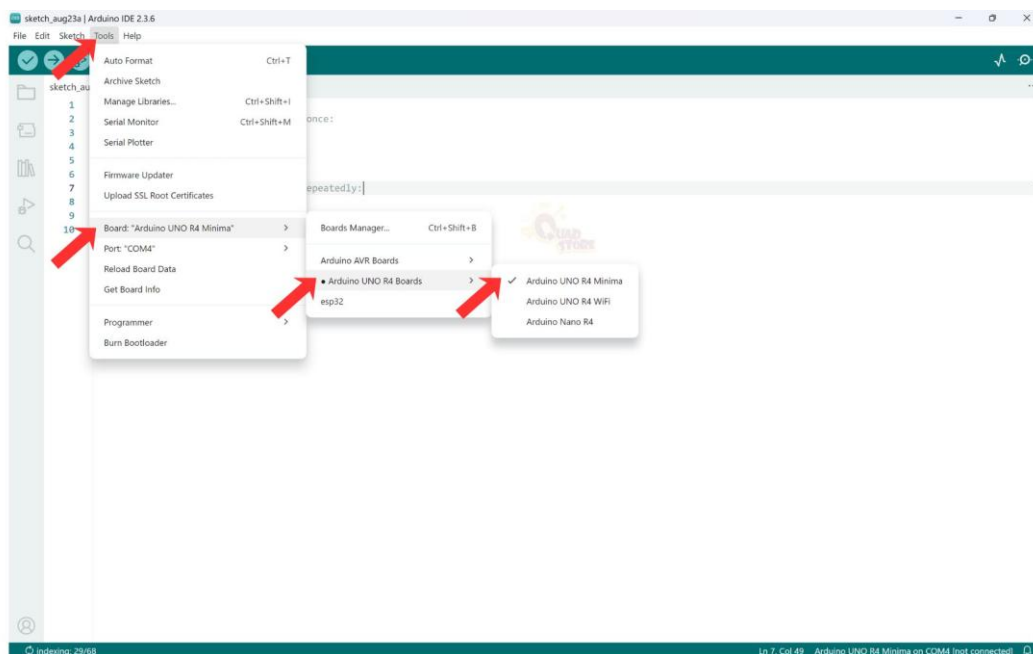 sketch_aug23a | Arduino IDE 2.3.6
File Edit Sketch Tools Help
sketch_au
Auto Format Ctrl+T
Archive Sketch
Manage Libraries... Ctrl+Shift+I
Serial Monitor Ctrl+Shift+M
Serial Plotter
Firmware Updater
Upload SSL Root Certificates
Board: "Arduino UNO R4 Minima"
Port: "COM4"
Reload Board Data
Get Board Info
Programmer
Burn Bootloader
1
2 once:
3
4
5
6
7 epeatedly:
8
9
10
Boards Manager... Ctrl+Shift+B
Arduino AVR Boards
Arduino UNO R4 Boards
esp32
Arduino UNO R4 Minima
Arduino UNO R4 WiFi
Arduino Nano R4
QUAD
STORE
indexing: 29/68 Ln 7, Col 49 Arduino UNO R4 Minima on COM4 [not connected]